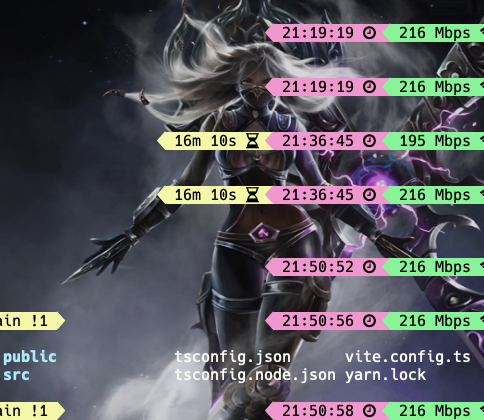 21:19:19 216 Mbps
21:19:19 216 Mbps
16m 10s 21:36:45 195 Mbps
16m 10s 21:36:45 216 Mbps
21:50:52 216 Mbps
ain !1 21:50:56 216 Mbps
public tsconfig.json vite.config.ts
src tsconfig.node.json yarn.lock
ain !1 21:50:58 216 Mbps